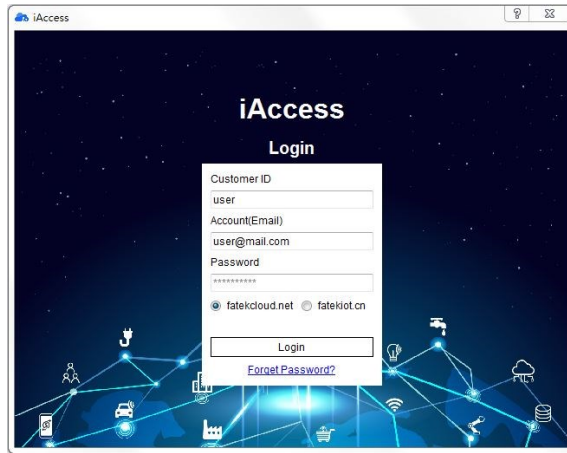 iAccess
iAccess
Login
Customer ID
user
Account(Email)
user@mail.com
Password
**********
fatekcloud.net fatekiot.cn
Login
Forget Password?